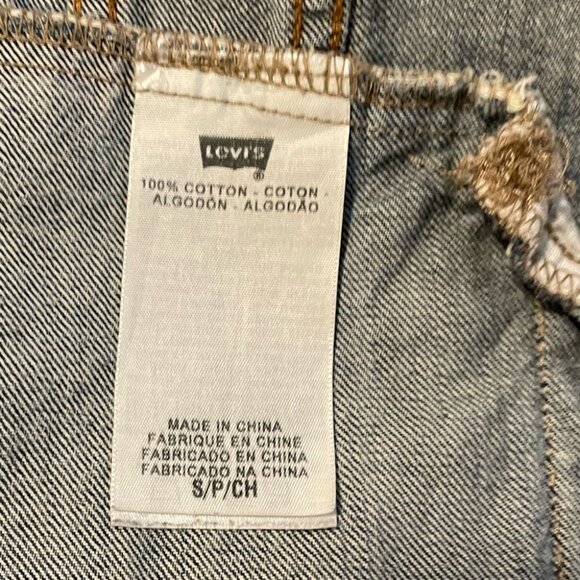 LEVI'S
®
100% COTTON - COTON -
ALGODÓN - ALGODÃO
MADE IN CHINA
FABRIQUE EN CHINE
FABRICADO EN CHINA
FABRICADO NA CHINA
S/P/CH